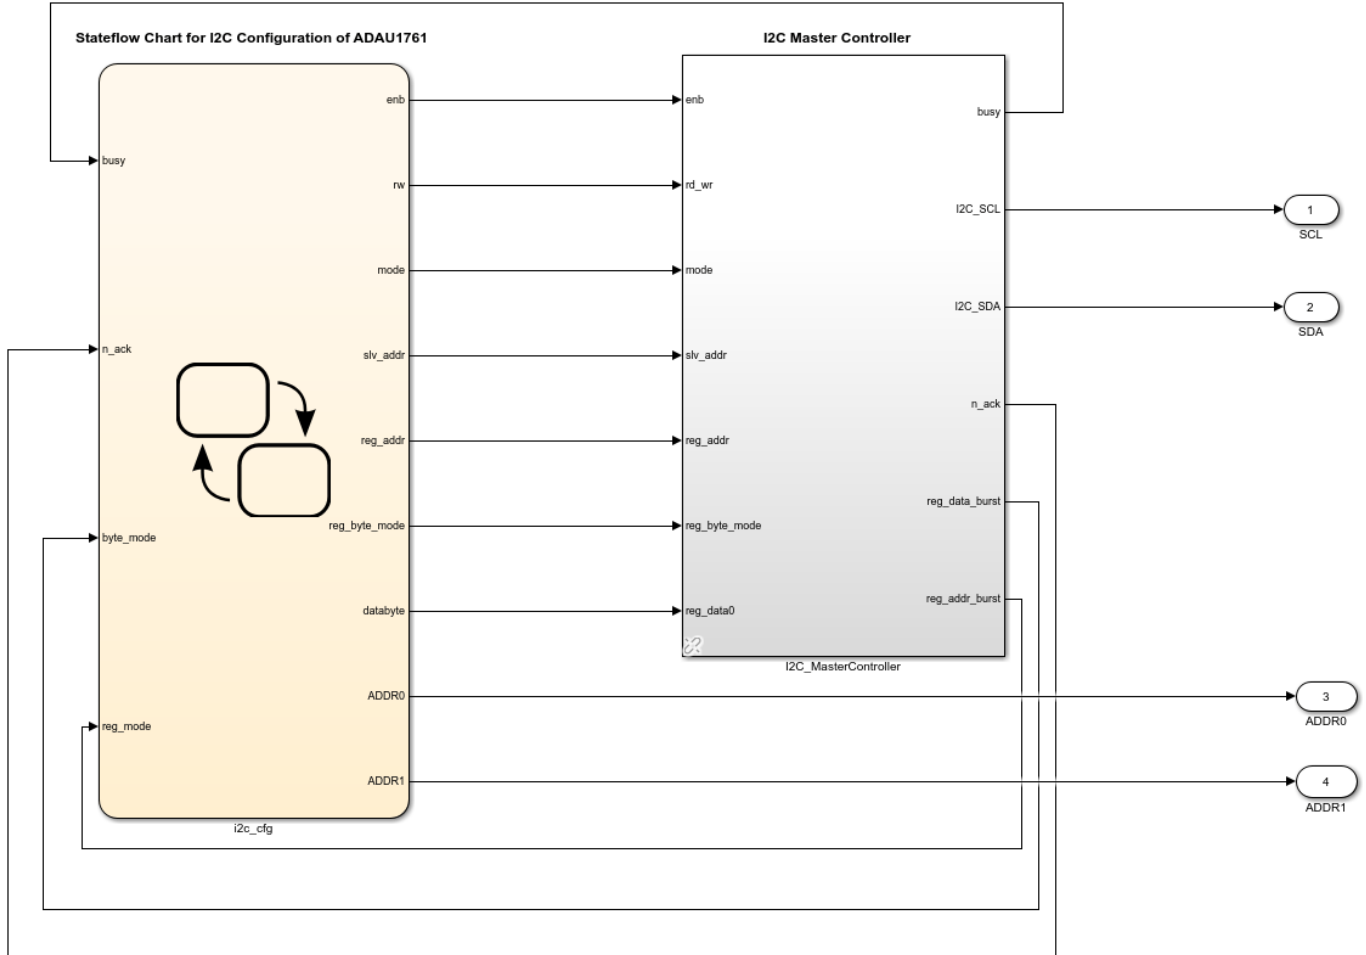 Stateflow Chart for I2C Configuration of ADAU1761
I2C Master Controller
enb
rw
mode
slv_addr
reg_addr
reg_byte_mode
databyte
ADDR0
ADDR1
busy
n_ack
byte_mode
reg_mode
i2c_cfg
enb
rd_wr
mode
slv_addr
reg_addr
reg_byte_mode
reg_data0
busy
I2C_SCL
I2C_SDA
n_ack
reg_data_burst
reg_addr_burst
I2C_MasterController
1
SCL
2
SDA
3
ADDR0
4
ADDR1